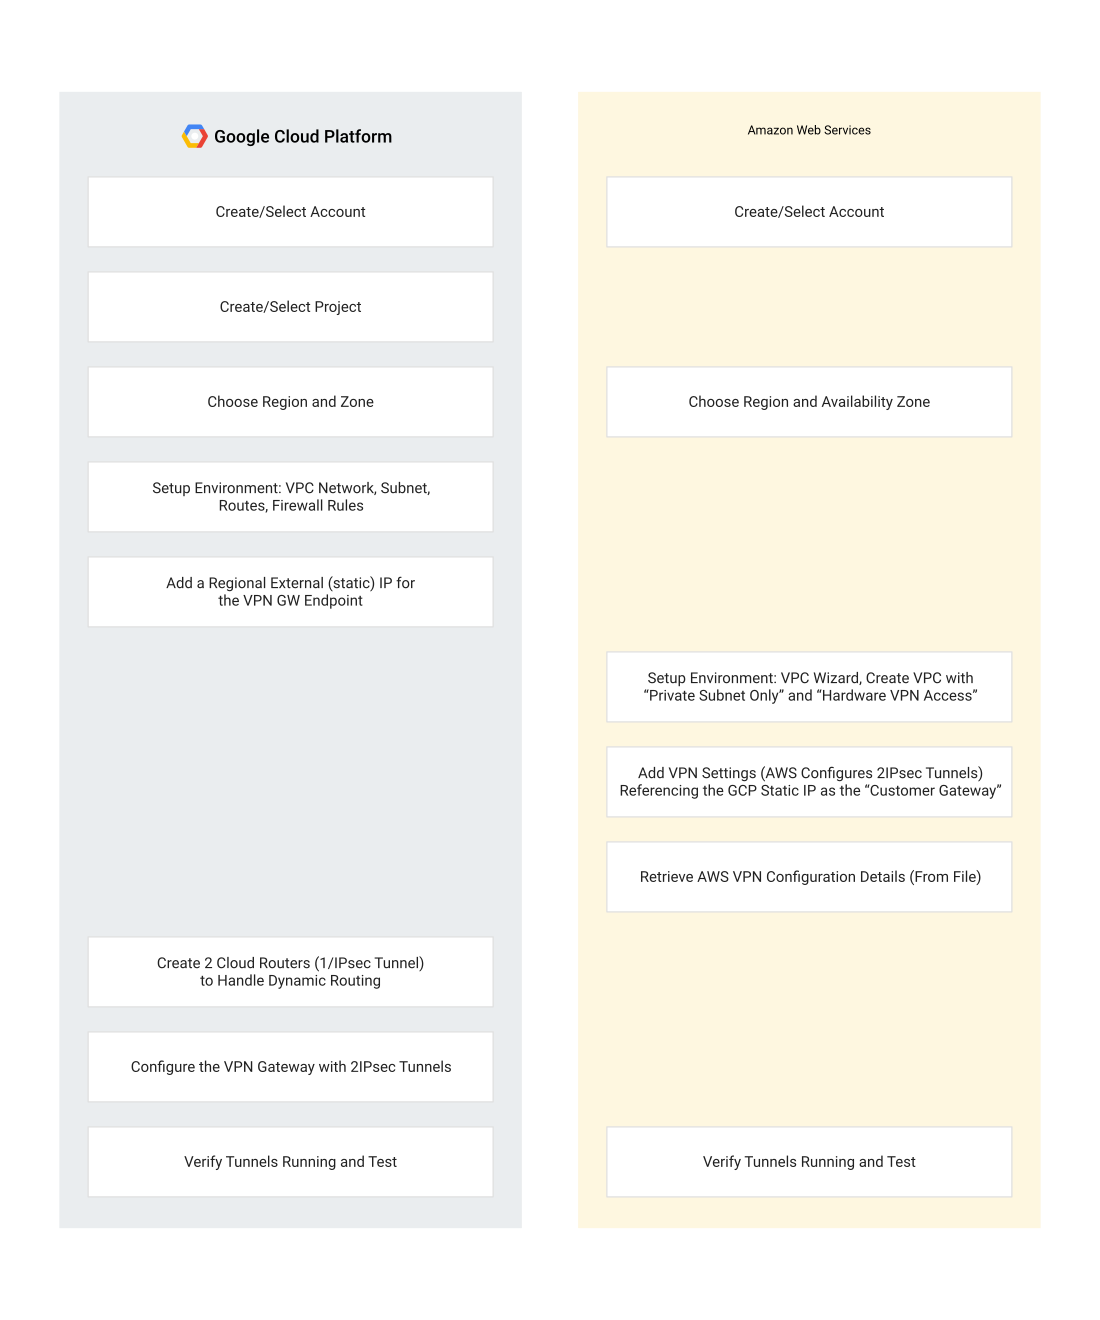 Google Cloud Platform
Create/Select Account
Create/Select Project
Choose Region and Zone
Setup Environment: VPC Network, Subnet,
Routes, Firewall Rules
Add a Regional External (static) IP for
the VPN GW Endpoint
Create 2 Cloud Routers (1/IPsec Tunnel)
to Handle Dynamic Routing
Configure the VPN Gateway with 2IPsec Tunnels
Verify Tunnels Running and Test
Amazon Web Services
Create/Select Account
Choose Region and Availability Zone
Setup Environment: VPC Wizard, Create VPC with
“Private Subnet Only” and “Hardware VPN Access”
Add VPN Settings (AWS Configures 2IPsec Tunnels)
Referencing the GCP Static IP as the “Customer Gateway”
Retrieve AWS VPN Configuration Details (From File)
Verify Tunnels Running and Test